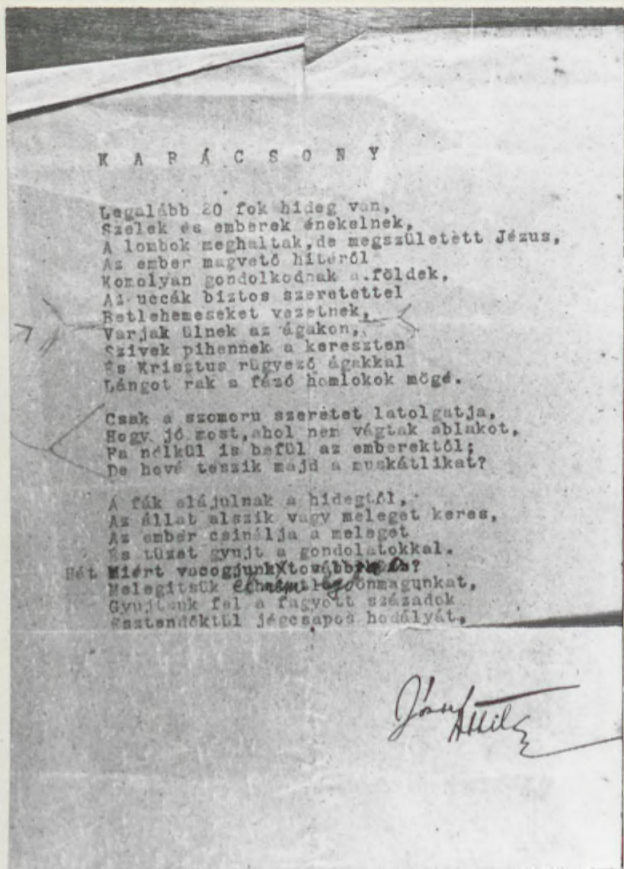 KARÁCSONY
Legalább 20 fok hideg van,
Szelek és emberek énekelnek,
A lombok meghaltak,de megszületett Jézus,
Az ember magvető hitéről
Komolyan gondolkodnak a földek,
Az uccák biztos szeretettel
Betlehemeseket vezetnek,
Varjak ülnek az ágakon,
Szivek pihennek a kereszten
És Krisztus rügyező ágakkal
Lángot rak a fázó homlokok mögé.
Csak a szomoru szeretet latolgatja,
Hogy jó most,ahol nem vágtak ablakot,
Fa nélkül is befül az emberektől;
De hová teszik majd a muskátlikat?
A fák elájulnak a hidegtől,
Az állat alszik vagy meleget keres,
Az ember csinálja a meleget
És tüzet gyujt a gondolatokkal.
Hát Miért vacogjunk
Melegitsük önmagunkat,
Gyujtsuk fel a fagyott századok
Esztendőktül jégcsapos hodályát.
József
Attila